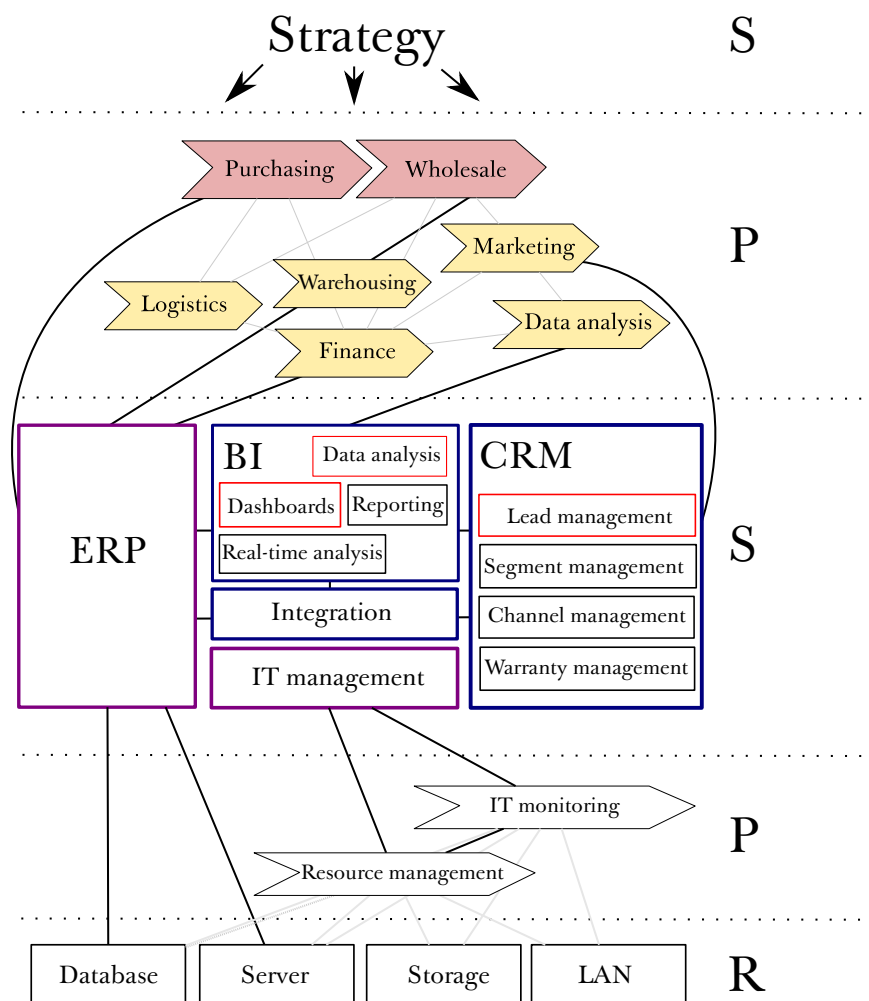 Strategy
S
Purchasing
Wholesale
P
Marketing
Warehousing
Logistics
Data analysis
Finance
BI
Data analysis
CRM
Dashboards
Reporting
Lead management
ERP
S
Real-time analysis
Segment management
Integration
Channel management
IT management
Warranty management
IT monitoring
P
Resource management
Database
Server
Storage
LAN
R